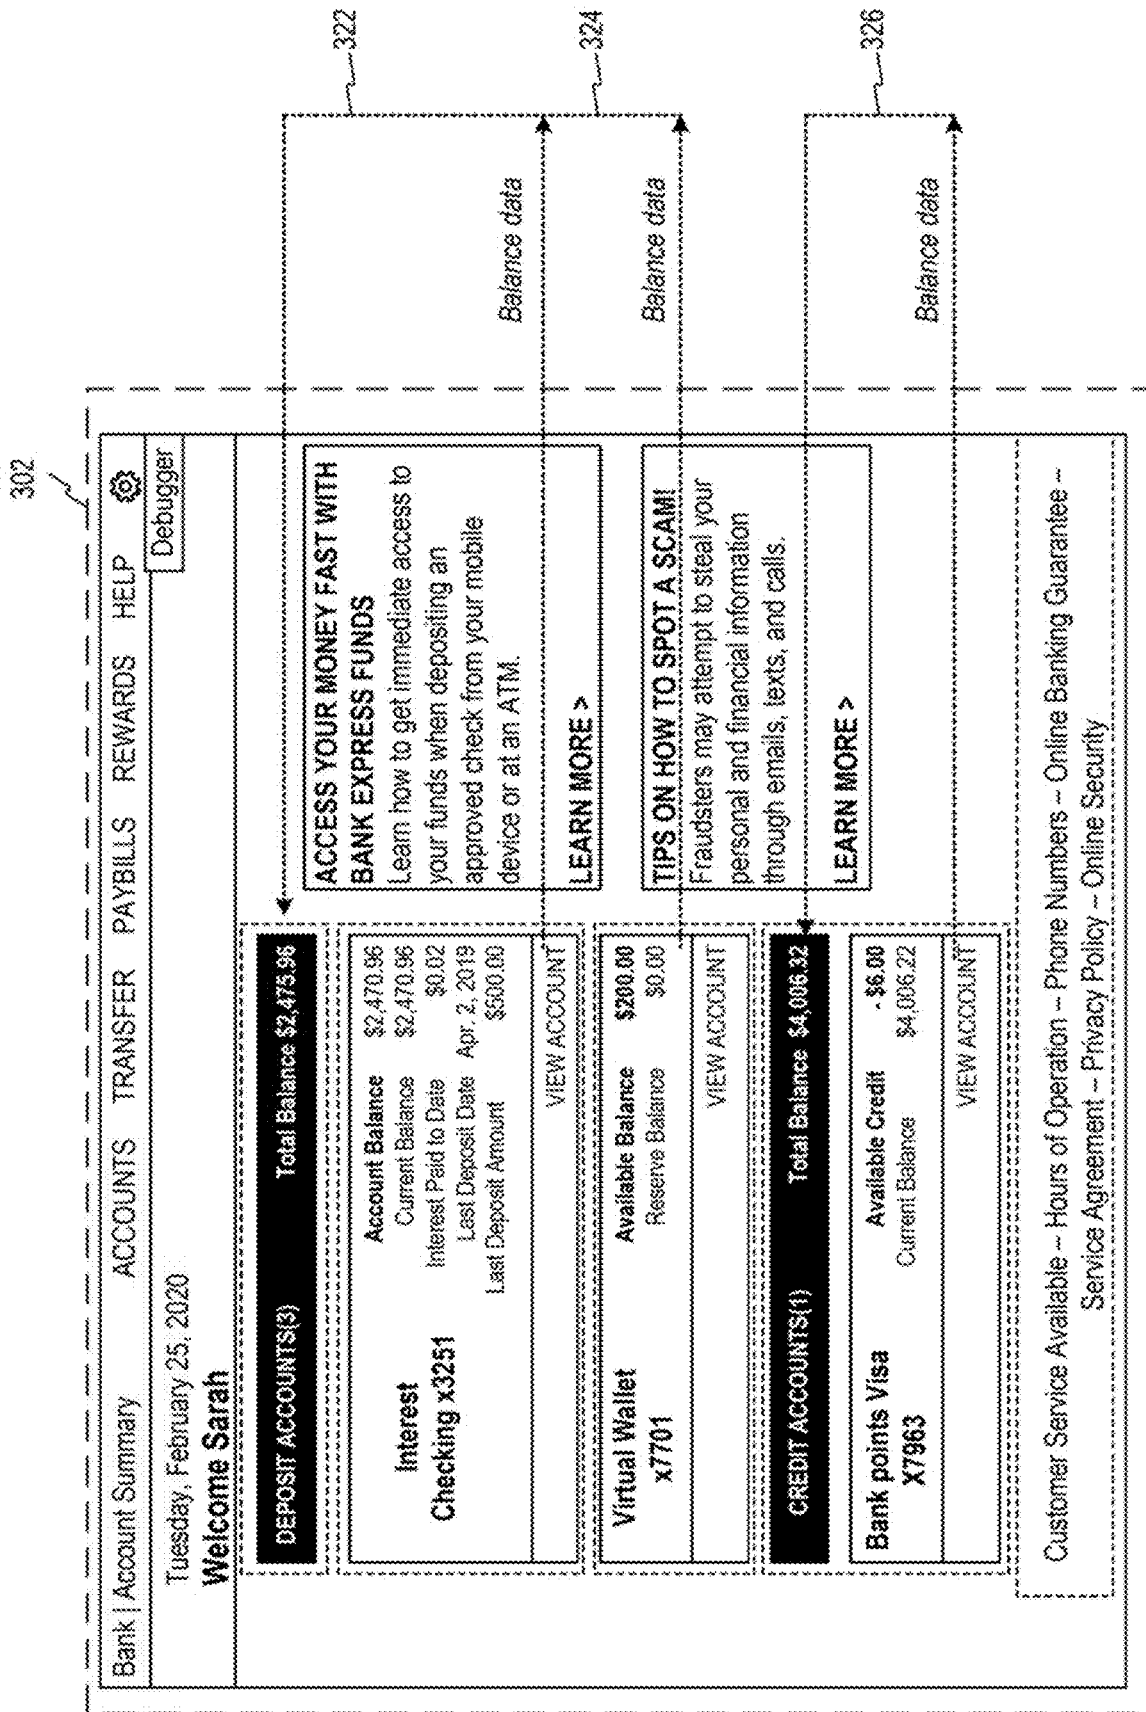 302
Bank | Account Summary ACCOUNTS TRANSFER PAYBILLS REWARDS HELP
Debugger
Tuesday, February 25, 2020
Welcome Sarah
DEPOSIT ACCOUNTS(3) Total Balance $2,475.96
322
Interest
Checking x3251
Account Balance $2,470.96
Current Balance $2,470.96
Interest Paid to Date $0.02
Last Deposit Date Apr, 2, 2019
Last Deposit Amount $500.00
VIEW ACCOUNT
ACCESS YOUR MONEY FAST WITH
BANK EXPRESS FUNDS
Learn how to get immediate access to
your funds when depositing an
approved check from your mobile
device or at an ATM.
LEARN MORE >
Balance data
324
Virtual Wallet
x7701
Available Balance $200.00
Reserve Balance $0.00
VIEW ACCOUNT
Balance data
TIPS ON HOW TO SPOT A SCAM!
Fraudsters may attempt to steal your
personal and financial information
through emails, texts, and calls.
LEARN MORE >
CREDIT ACCOUNTS(1) Total Balance $4,006.22
326
Bank points Visa
X7963
Available Credit - $6.00
Current Balance $4,006.22
VIEW ACCOUNT
Balance data
Customer Service Available – Hours of Operation – Phone Numbers – Online Banking Guarantee –
Service Agreement – Privacy Policy – Online Security